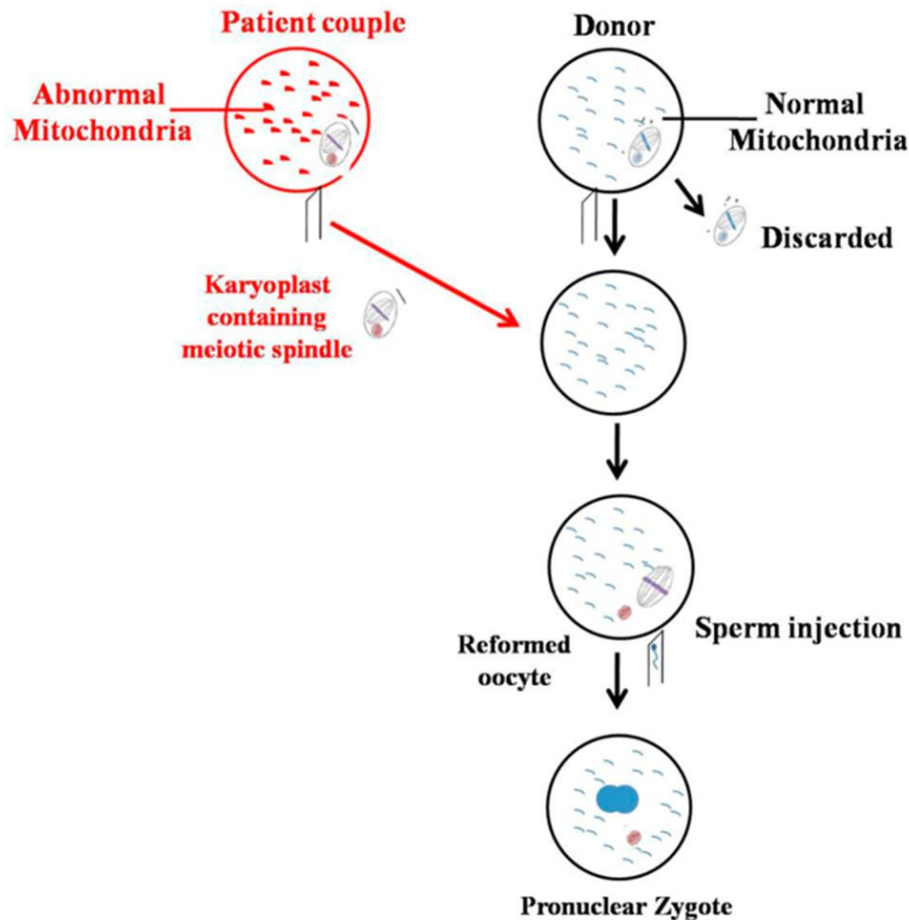 Patient couple
Donor
Abnormal
Mitochondria
Normal
Mitochondria
Discarded
Karyoplast
containing
meiotic spindle
Sperm injection
Reformed
oocyte
Pronuclear Zygote